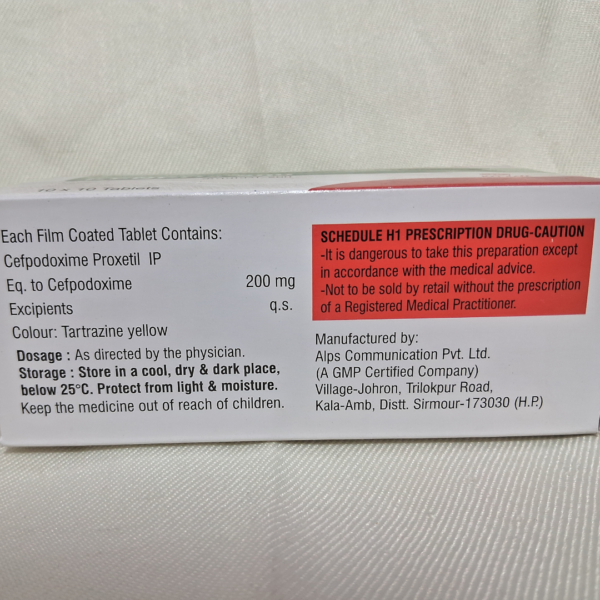 10 x 10 Tablets
Each Film Coated Tablet Contains:
Cefpodoxime Proxetil IP
Eq. to Cefpodoxime 200 mg
Excipients q.s.
Colour: Tartrazine yellow
Dosage : As directed by the physician.
Storage : Store in a cool, dry & dark place,
below 25°C. Protect from light & moisture.
Keep the medicine out of reach of children.
SCHEDULE H1 PRESCRIPTION DRUG-CAUTION
-It is dangerous to take this preparation except
in accordance with the medical advice.
-Not to be sold by retail without the prescription
of a Registered Medical Practitioner.
Manufactured by:
Alps Communication Pvt. Ltd.
(A GMP Certified Company)
Village-Johron, Trilokpur Road,
Kala-Amb, Distt. Sirmour-173030 (H.P.)